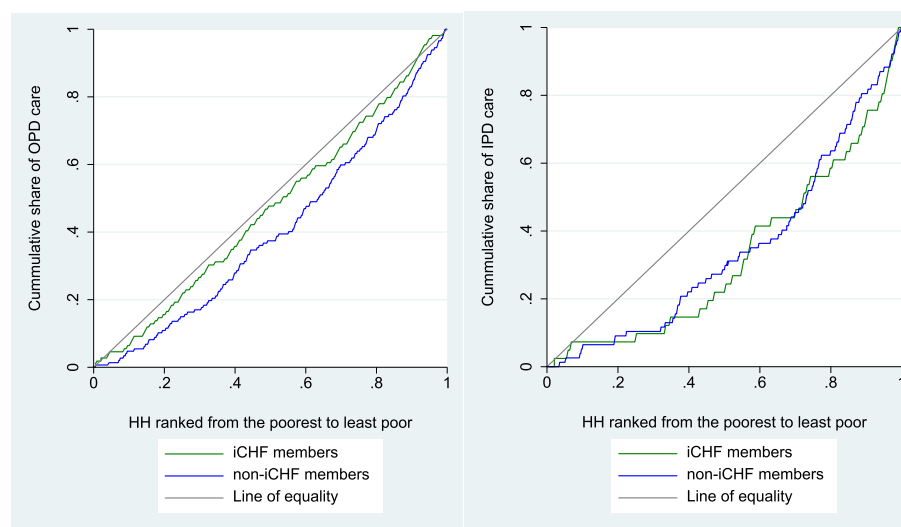 Cummulative share of OPD care
1
.8
.6
.4
.2
0
0 .2 .4 .6 .8 1
HH ranked from the poorest to least poor
iCHF members
non-iCHF members
Line of equality
Cummulative share of IPD care
1
.8
.6
.4
.2
0
0 .2 .4 .6 .8 1
HH ranked from the poorest to least poor
iCHF members
non-iCHF members
Line of equality